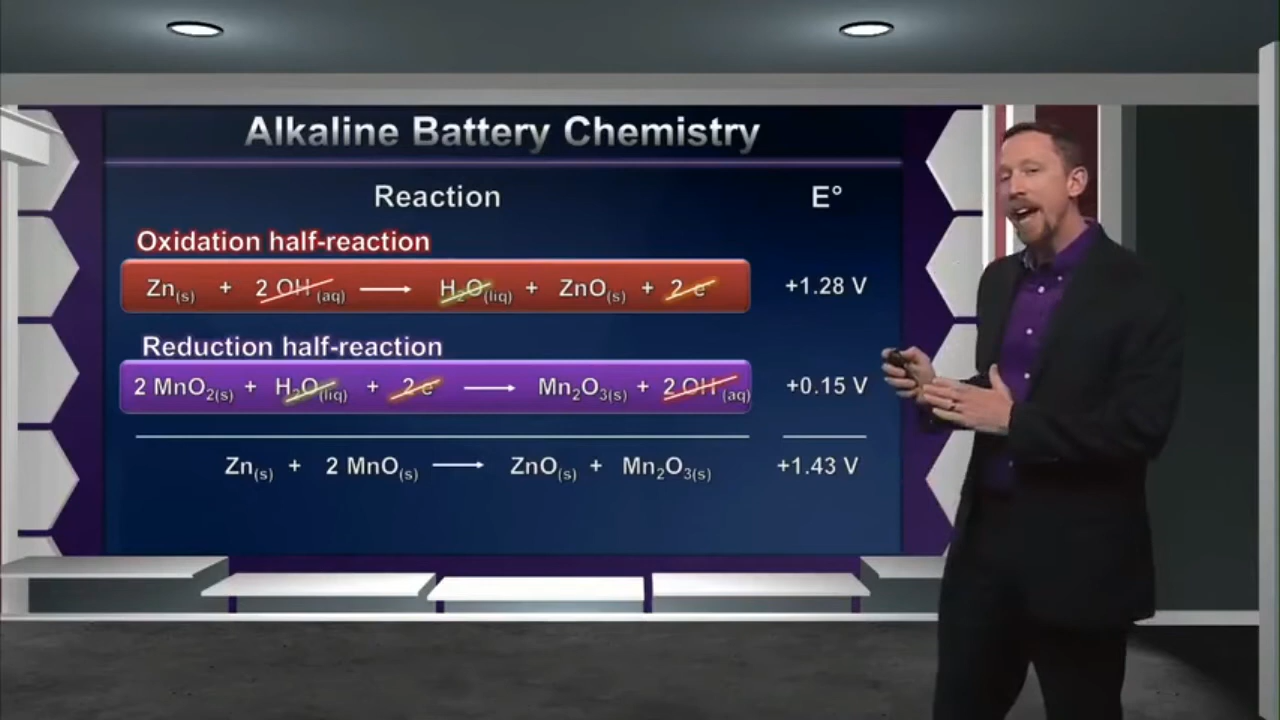 Alkaline Battery Chemistry
Reaction E°
Oxidation half-reaction
Zn(s) + 2 OH⁻(aq) ⟶ H₂O(liq) + ZnO(s) + 2 e⁻ +1.28 V
Reduction half-reaction
2 MnO₂(s) + H₂O(liq) + 2 e⁻ ⟶ Mn₂O₃(s) + 2 OH⁻(aq) +0.15 V
Zn(s) + 2 MnO(s) ⟶ ZnO(s) + Mn₂O₃(s) +1.43 V